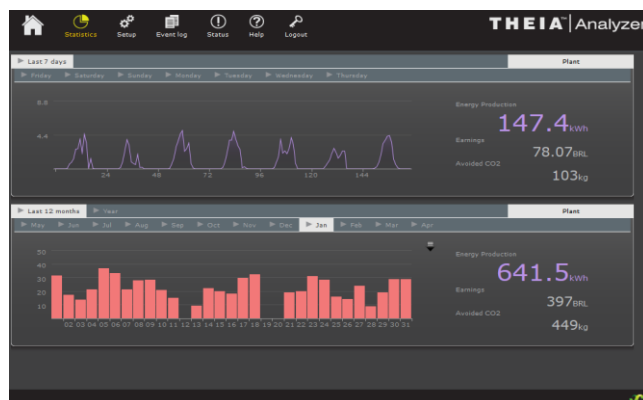 Statistics Setup Event log Status Help Logout
THEIA™ Analyzer
Last 7 days Plant
Friday Saturday Sunday Monday Tuesday Wednesday Thursday
8.8
4.4
24 48 72 96 120 144
Energy Production
147.4kWh
Earnings
78.07BRL
Avoided CO2
103kg
Last 12 months Year Plant
May Jun Jul Aug Sep Oct Nov Dec Jan Feb Mar Apr
50
40
30
20
10
02 03 04 05 06 07 08 09 10 11 12 13 14 15 16 17 18 19 20 21 22 23 24 25 26 27 28 29 30 31
Energy Production
641.5kWh
Earnings
397BRL
Avoided CO2
449kg